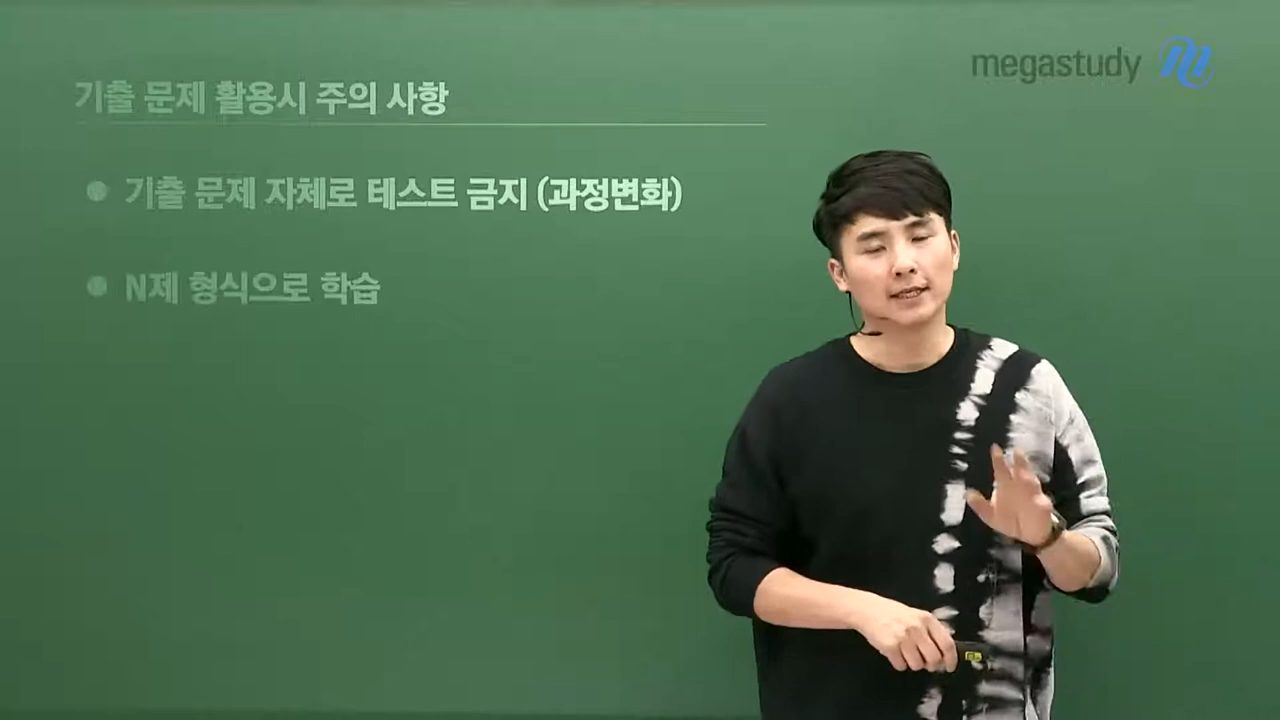 megastudy
기출 문제 활용시 주의 사항
기출 문제 자체로 테스트 금지 (과정변화)
N제 형식으로 학습